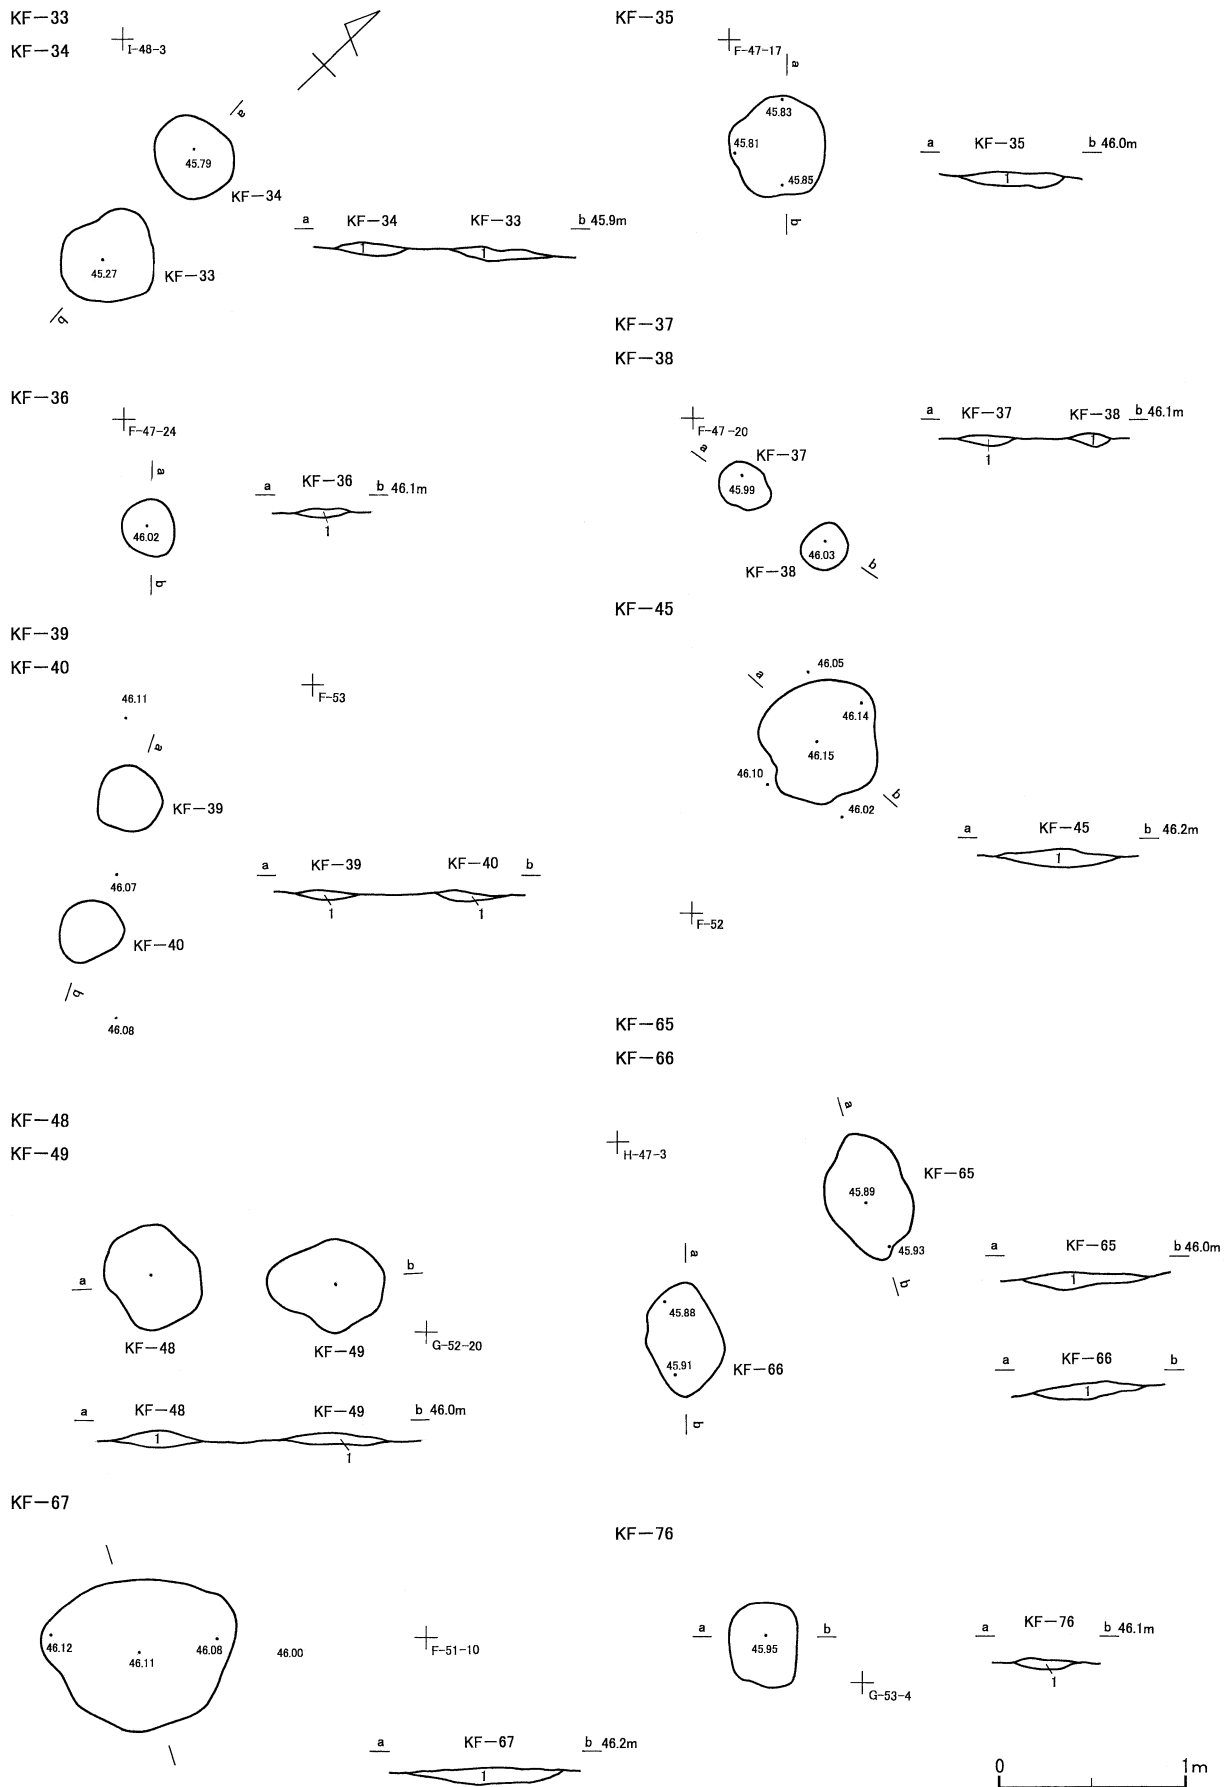 KF-33
KF-34
I-48-3
a
45.79
KF-34
45.27
KF-33
b
a KF-34 KF-33 b 45.9m
1 1
KF-35
F-47-17
a
45.83
45.81
45.85
b
a KF-35 b 46.0m
1
KF-36
F-47-24
a
46.02
b
a KF-36 b 46.1m
1
KF-37
KF-38
F-47-20
a
KF-37
45.99
46.03
KF-38
b
a KF-37 KF-38 b 46.1m
1 1
KF-39
KF-40
46.11
F-53
a
KF-39
46.07
KF-40
b
46.08
a KF-39 KF-40 b
1 1
KF-45
46.05
a
46.14
46.15
46.10
b
46.02
F-52
a KF-45 b 46.2m
1
KF-48
KF-49
a b
KF-48 KF-49
G-52-20
a KF-48 KF-49 b 46.0m
1 1
KF-65
KF-66
H-47-3
a
KF-65
45.89
45.93
b
a
45.88
45.91
KF-66
b
a KF-65 b 46.0m
1
a KF-66 b
1
KF-67
46.12
46.11
46.08
46.00
F-51-10
a KF-67 b 46.2m
1
KF-76
a b
45.95
G-53-4
a KF-76 b 46.1m
1
0 1m